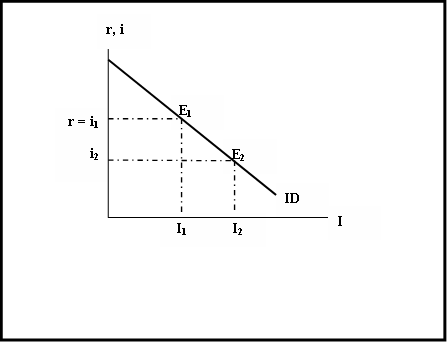 r, i
E₁
r = i₁
i₂
E₂
ID
I
I₁
I₂